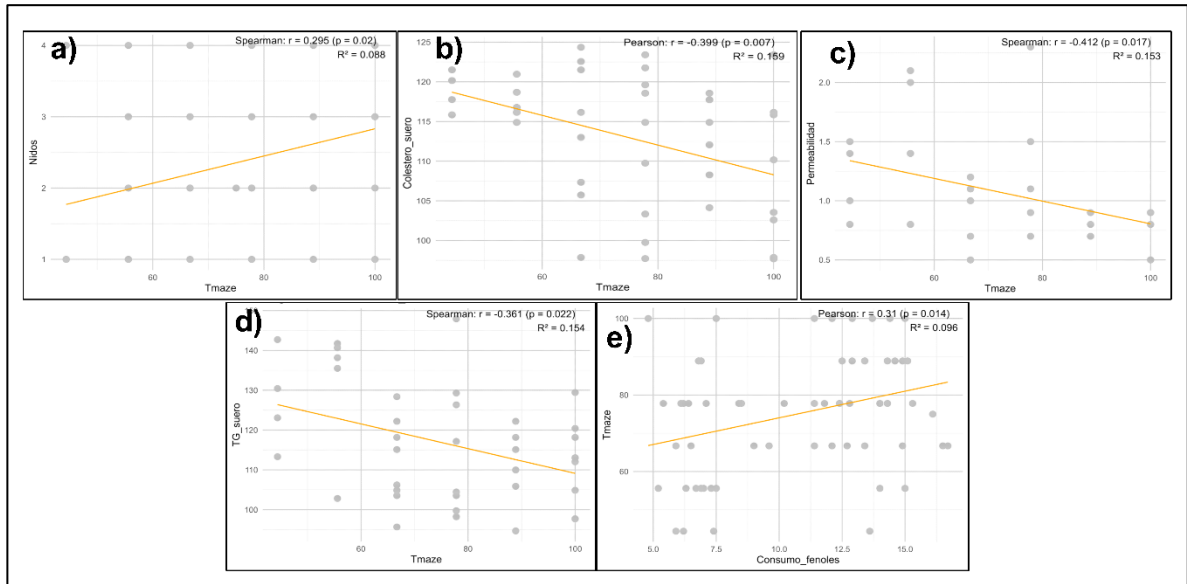 a)
Spearman: r = 0.295 (p = 0.02)
R² = 0.088
Nidos
4
3
2
1
60
80
100
Tmaze
b)
Pearson: r = -0.399 (p = 0.007)
R² = 0.159
Colestero_suero
125
120
115
110
105
100
60
80
100
Tmaze
c)
Spearman: r = -0.412 (p = 0.017)
R² = 0.153
Permeabilidad
2.0
1.5
1.0
0.5
60
80
100
Tmaze
d)
Spearman: r = -0.361 (p = 0.022)
R² = 0.154
TG_suero
140
130
120
110
100
60
80
100
Tmaze
e)
Pearson: r = 0.31 (p = 0.014)
R² = 0.096
Tmaze
100
80
60
5.0
7.5
10.0
12.5
15.0
Consumo_fenoles